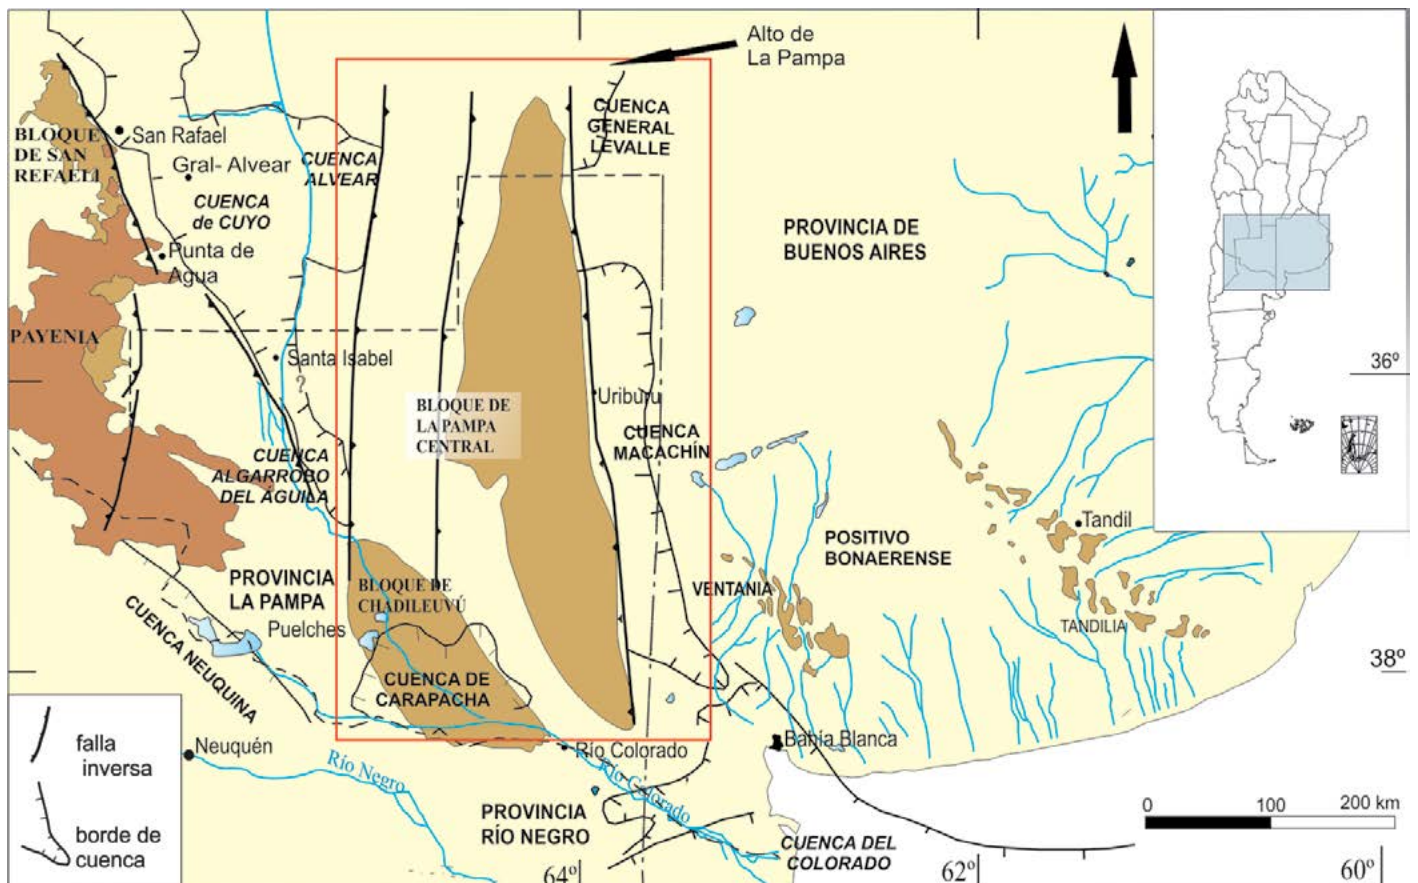 Alto de
La Pampa
BLOQUE
DE SAN
REFAELI
San Rafael
Gral- Alvear
CUENCA
de CUYO
CUENCA
ALVEAR
CUENCA
GENERAL
LEVALLE
Punta de
Agua
PROVINCIA DE
BUENOS AIRES
PAYENIA
Santa Isabel
?
36º
Uriburu
BLOQUE DE
LA PAMPA
CENTRAL
CUENCA
MACACHÍN
CUENCA
ALGARROBO
DEL AGUILA
Tandil
POSITIVO
BONAERENSE
PROVINCIA
LA PAMPA
BLOQUE DE
CHADILEUVÚ
VENTANIA
Puelches
TANDILIA
CUENCA NEUQUINA
CUENCA DE
CARAPACHA
38º
falla
inversa
Neuquén
Río Colorado
Bahía Blanca
Río Negro
Río Colorado
borde de
cuenca
PROVINCIA
RÍO NEGRO
CUENCA DEL
COLORADO
0 100 200 km
64º
62º
60º